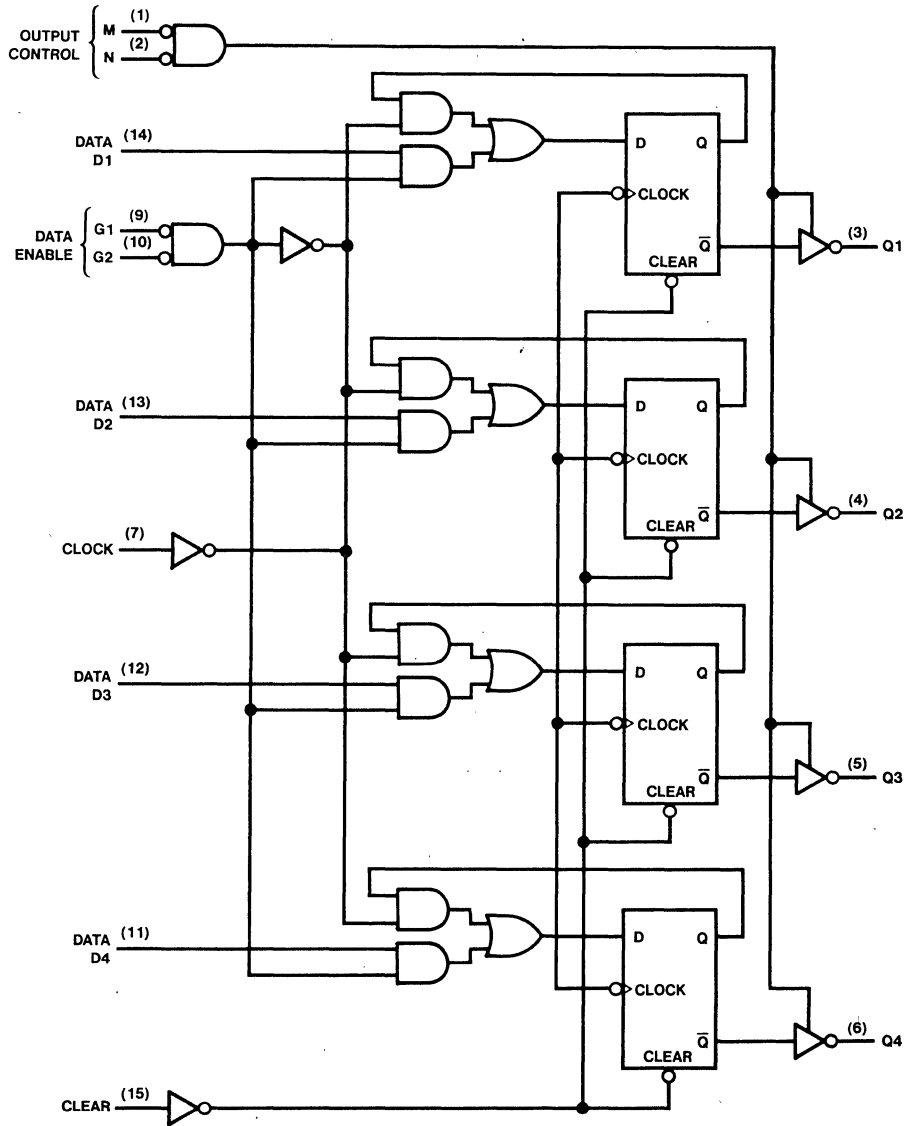 OUTPUT CONTROL
M (1)
N (2)
DATA D1 (14)
DATA ENABLE
G1 (9)
G2 (10)
D Q
CLOCK
Q̅
CLEAR
(3) Q1
DATA D2 (13)
D Q
CLOCK
Q̅
CLEAR
(4) Q2
CLOCK (7)
DATA D3 (12)
D Q
CLOCK
Q̅
CLEAR
(5) Q3
DATA D4 (11)
D Q
CLOCK
Q̅
CLEAR
(6) Q4
CLEAR (15)